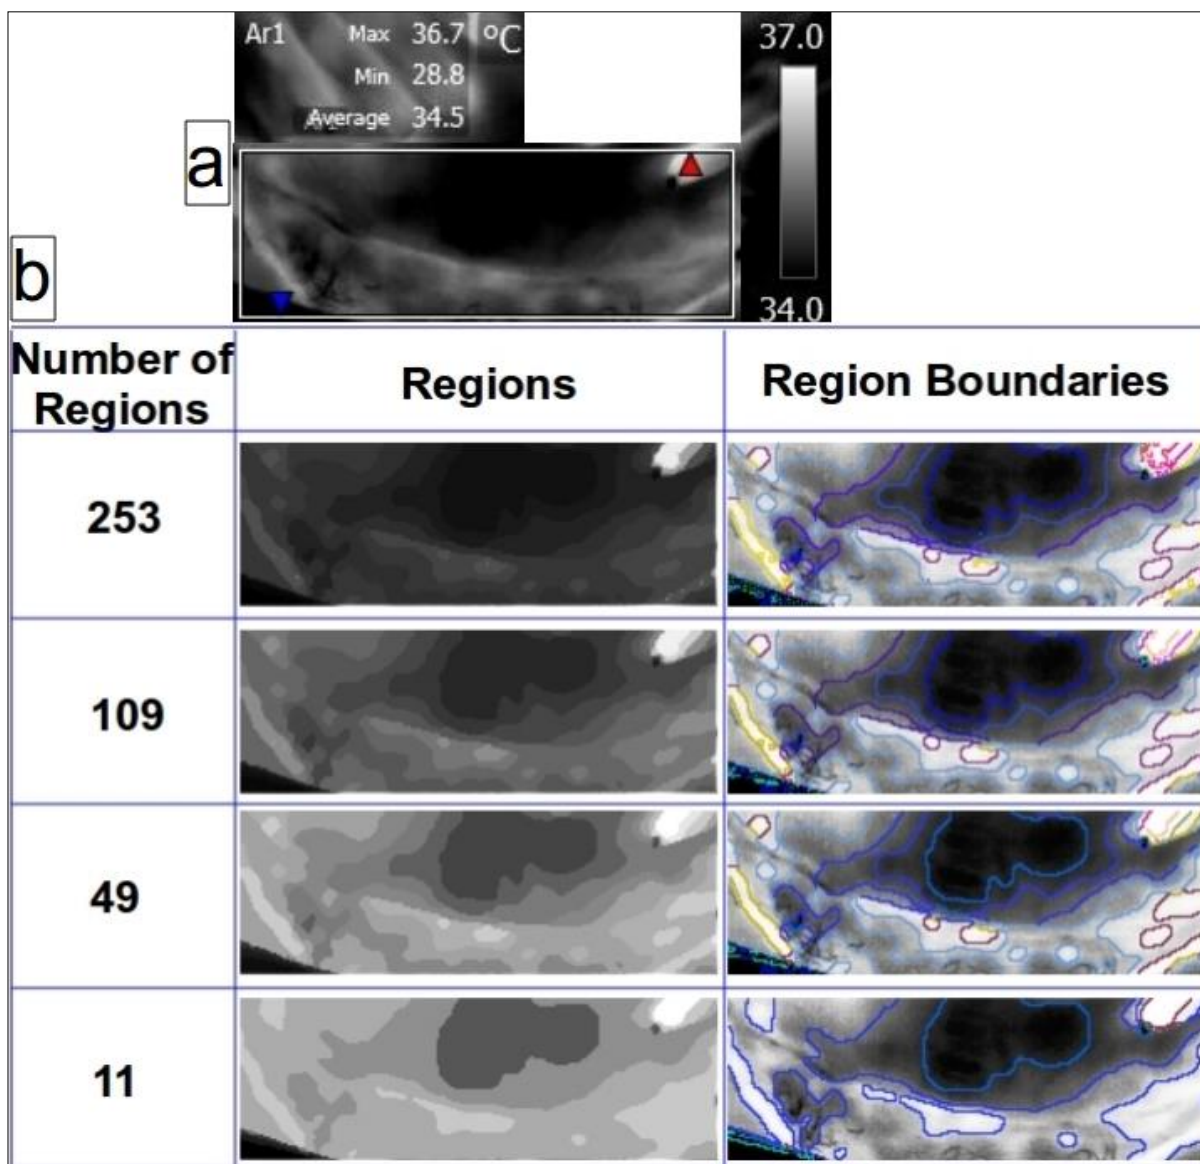 Ar1 Max 36.7 °C
Min 28.8
Average 34.5
37.0
34.0
a
b
Number of Regions
Regions
Region Boundaries
253
109
49
11